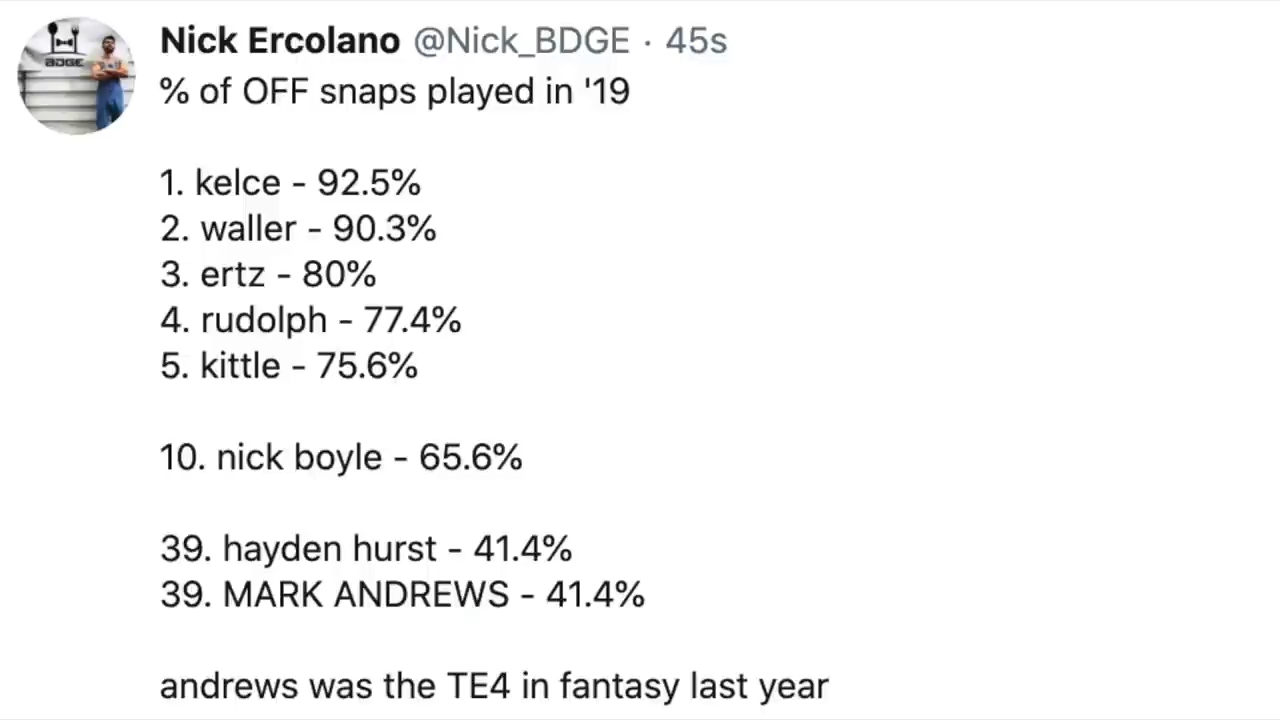 Nick Ercolano @Nick_BDGE · 45s
% of OFF snaps played in '19
1. kelce - 92.5%
2. waller - 90.3%
3. ertz - 80%
4. rudolph - 77.4%
5. kittle - 75.6%
10. nick boyle - 65.6%
39. hayden hurst - 41.4%
39. MARK ANDREWS - 41.4%
andrews was the TE4 in fantasy last year
BDGE